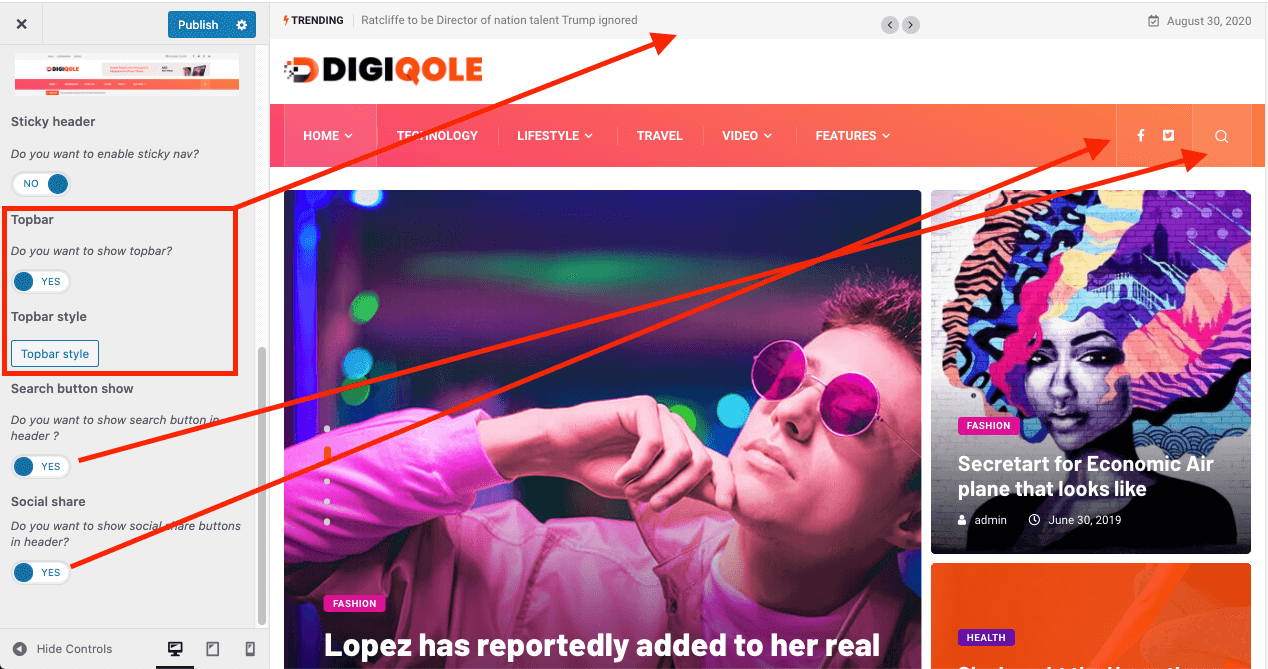 Publish
Sticky header
Do you want to enable sticky nav?
NO
Topbar
Do you want to show topbar?
YES
Topbar style
Topbar style
Search button show
Do you want to show search button in
header ?
YES
Social share
Do you want to show social share buttons
in header?
YES
Hide Controls
TRENDING
Ratcliffe to be Director of nation talent Trump ignored
August 30, 2020
DIGIQOLE
HOME
TECHNOLOGY
LIFESTYLE
TRAVEL
VIDEO
FEATURES
FASHION
Lopez has reportedly added to her real
FASHION
Secretart for Economic Air
plane that looks like
admin
June 30, 2019
HEALTH